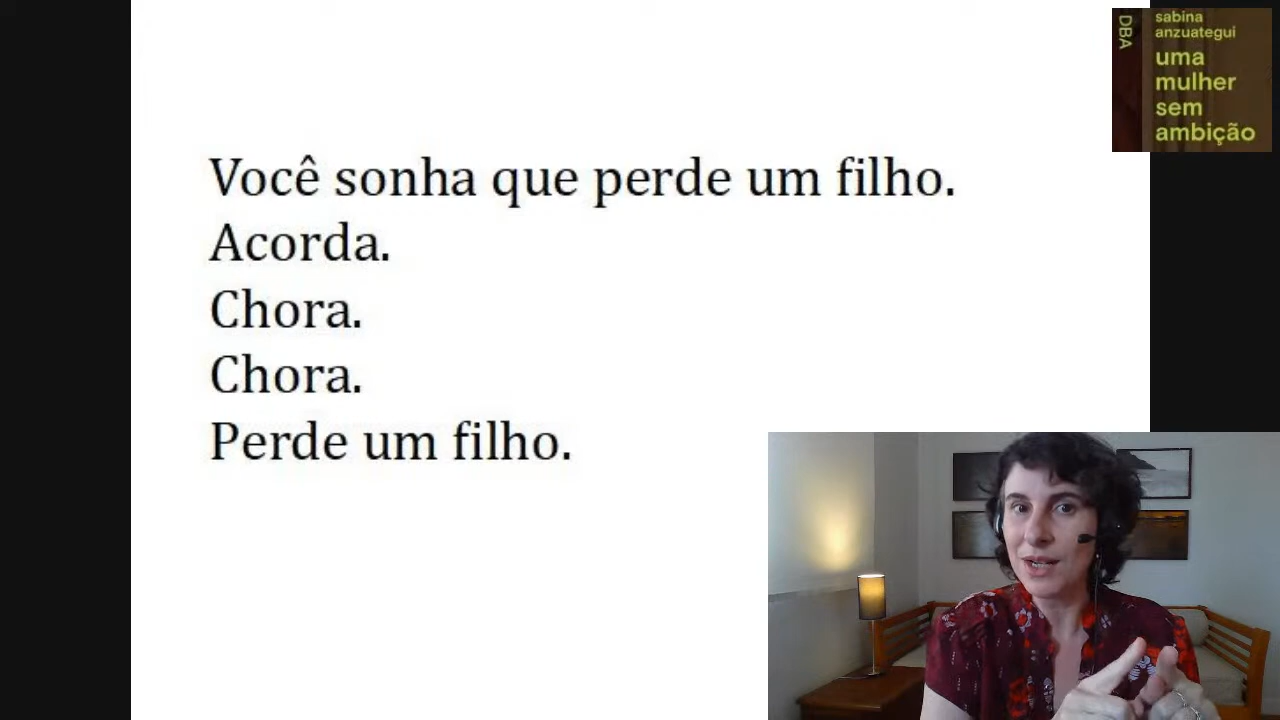 Você sonha que perde um filho.
Acorda.
Chora.
Chora.
Perde um filho.
DBA
sabina
anzuategui
uma
mulher
sem
ambição